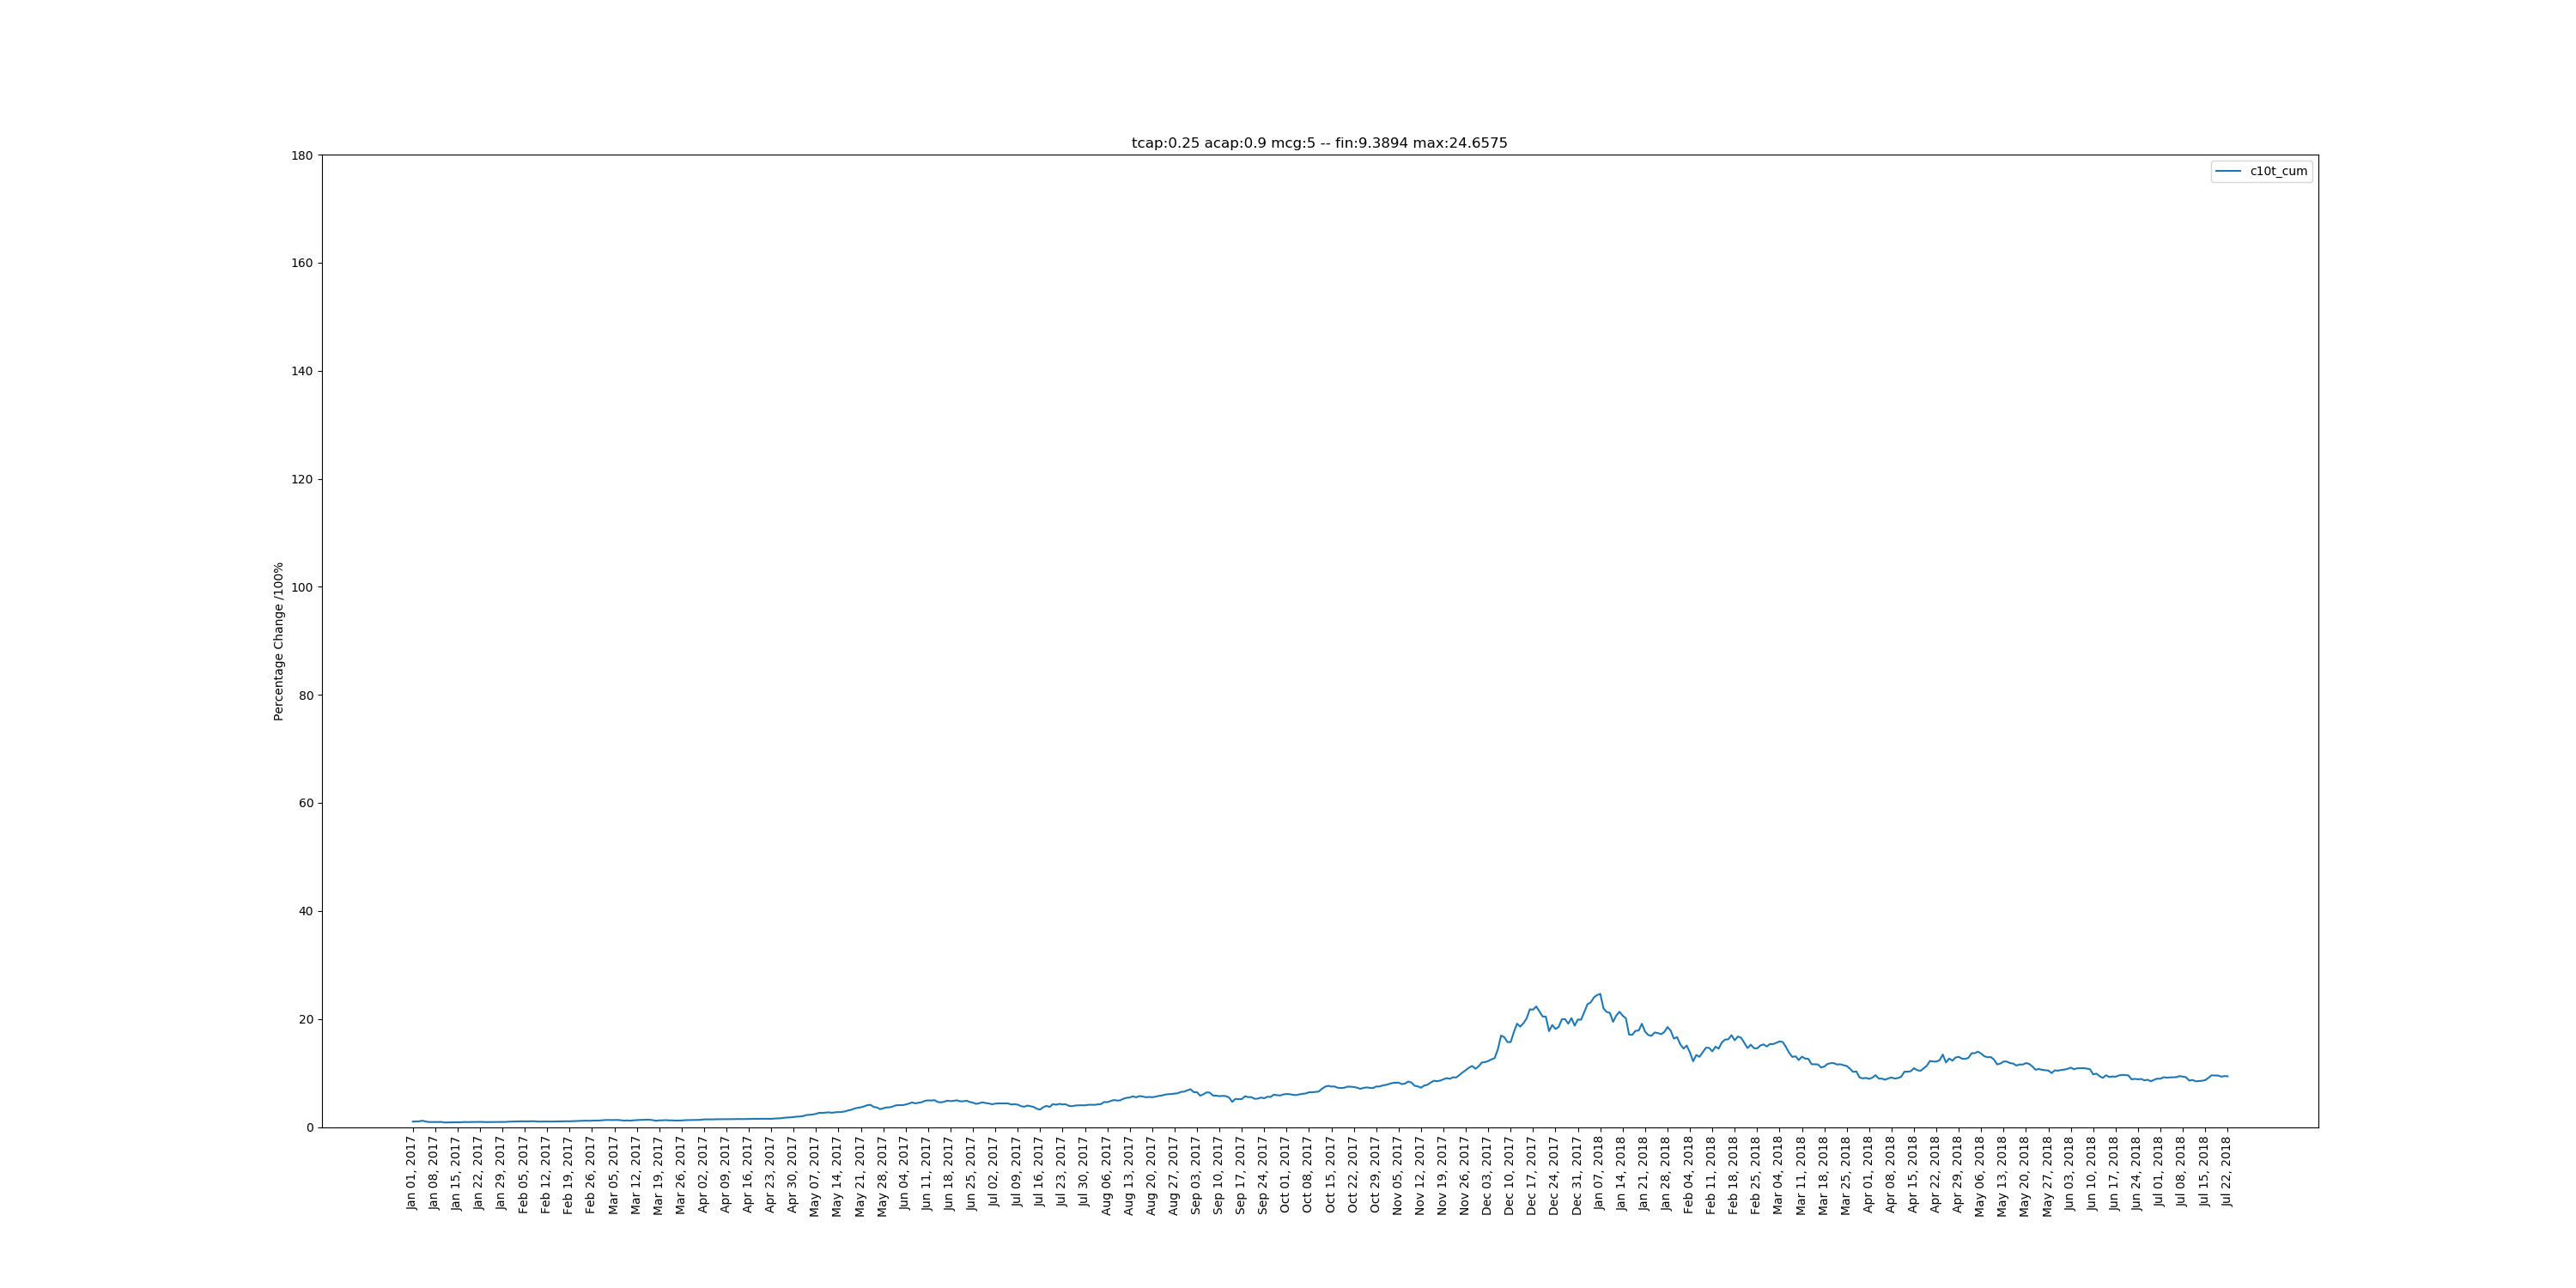 tcap:0.25 acap:0.9 mcg:5 -- fin:9.3894 max:24.6575
c10t_cum
Percentage Change /100%
180
160
140
120
100
80
60
40
20
0
Jan 01, 2017
Jan 08, 2017
Jan 15, 2017
Jan 22, 2017
Jan 29, 2017
Feb 05, 2017
Feb 12, 2017
Feb 19, 2017
Feb 26, 2017
Mar 05, 2017
Mar 12, 2017
Mar 19, 2017
Mar 26, 2017
Apr 02, 2017
Apr 09, 2017
Apr 16, 2017
Apr 23, 2017
Apr 30, 2017
May 07, 2017
May 14, 2017
May 21, 2017
May 28, 2017
Jun 04, 2017
Jun 11, 2017
Jun 18, 2017
Jun 25, 2017
Jul 02, 2017
Jul 09, 2017
Jul 16, 2017
Jul 23, 2017
Jul 30, 2017
Aug 06, 2017
Aug 13, 2017
Aug 20, 2017
Aug 27, 2017
Sep 03, 2017
Sep 10, 2017
Sep 17, 2017
Sep 24, 2017
Oct 01, 2017
Oct 08, 2017
Oct 15, 2017
Oct 22, 2017
Oct 29, 2017
Nov 05, 2017
Nov 12, 2017
Nov 19, 2017
Nov 26, 2017
Dec 03, 2017
Dec 10, 2017
Dec 17, 2017
Dec 24, 2017
Dec 31, 2017
Jan 07, 2018
Jan 14, 2018
Jan 21, 2018
Jan 28, 2018
Feb 04, 2018
Feb 11, 2018
Feb 18, 2018
Feb 25, 2018
Mar 04, 2018
Mar 11, 2018
Mar 18, 2018
Mar 25, 2018
Apr 01, 2018
Apr 08, 2018
Apr 15, 2018
Apr 22, 2018
Apr 29, 2018
May 06, 2018
May 13, 2018
May 20, 2018
May 27, 2018
Jun 03, 2018
Jun 10, 2018
Jun 17, 2018
Jun 24, 2018
Jul 01, 2018
Jul 08, 2018
Jul 15, 2018
Jul 22, 2018